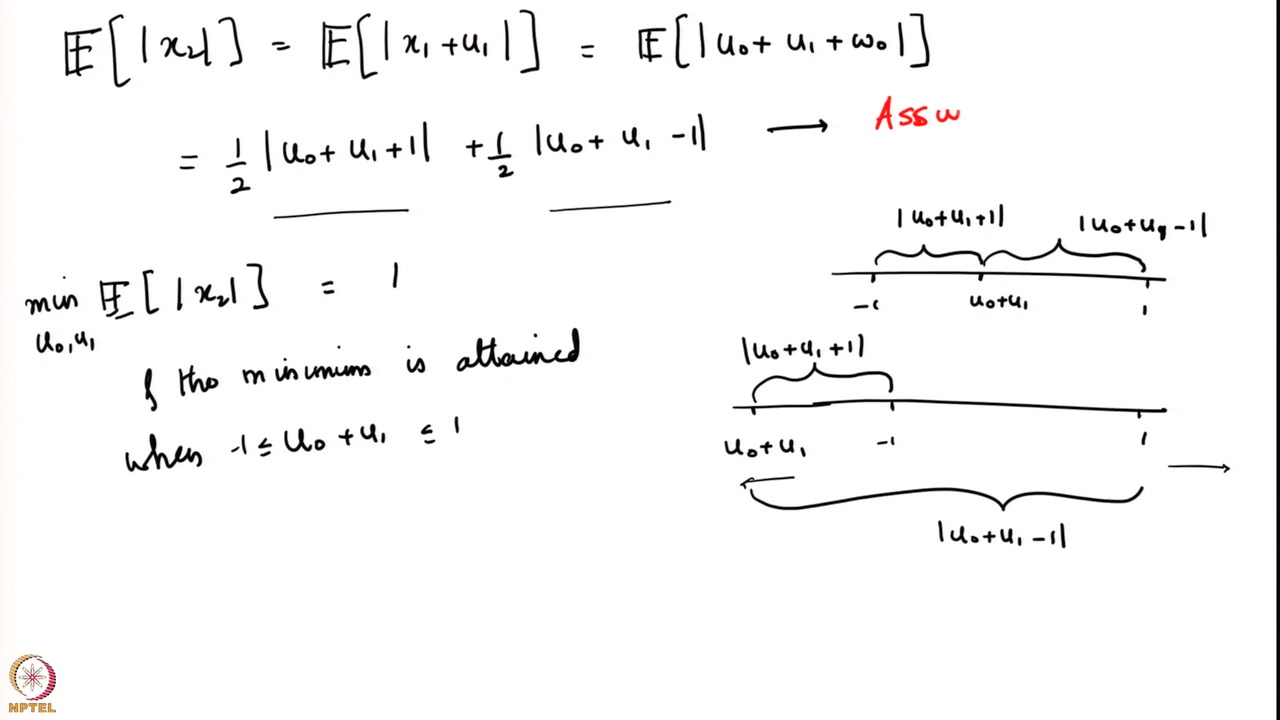 𝔼[|x₂|] = 𝔼[|x₁ + u₁|] = 𝔼[|u₀ + u₁ + ω₀|]
= 1/2 |u₀ + u₁ + 1| + 1/2 |u₀ + u₁ - 1| ⟶ Assu
|u₀+u₁+1| |u₀+u₁-1|
-1 u₀+u₁ 1
min 𝔼[|x₂|] = 1
u₀,u₁
& the minimum is attained
when -1 ≤ u₀ + u₁ ≤ 1
|u₀+u₁+1|
u₀+u₁ -1 1
|u₀+u₁-1|
NPTEL